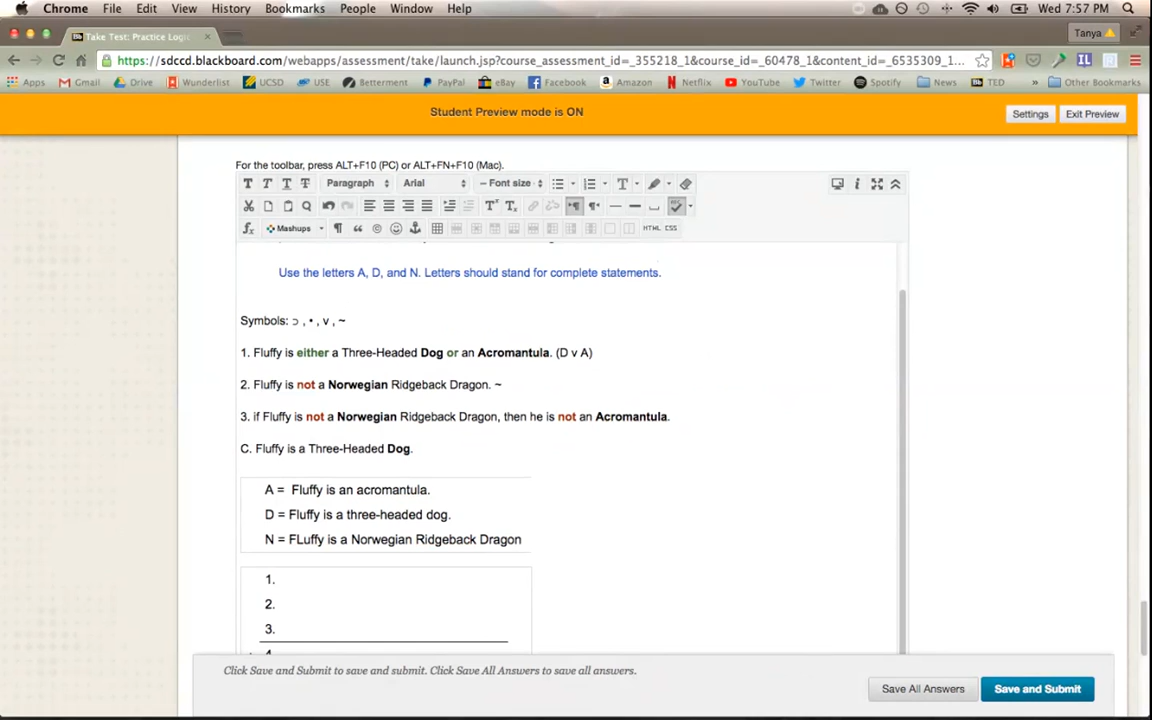 Chrome File Edit View History Bookmarks People Window Help Wed 7:57 PM
Take Test: Practice Logic Tanya
https://sdccd.blackboard.com/webapps/assessment/take/launch.jsp?course_assessment_id=_355218_1&course_id=_60478_1&content_id=_6535309_1...
Apps Gmail Drive Wunderlist UCSD USE Betterment PayPal eBay Facebook Amazon Netflix YouTube Twitter Spotify News TED » Other Bookmarks
Student Preview mode is ON Settings Exit Preview
For the toolbar, press ALT+F10 (PC) or ALT+FN+F10 (Mac).
T T T T Paragraph Arial – Font size T
Mashups HTML CSS
Use the letters A, D, and N. Letters should stand for complete statements.
Symbols: ⊃ , • , v , ~
1. Fluffy is either a Three-Headed Dog or an Acromantula. (D v A)
2. Fluffy is not a Norwegian Ridgeback Dragon. ~
3. if Fluffy is not a Norwegian Ridgeback Dragon, then he is not an Acromantula.
C. Fluffy is a Three-Headed Dog.
A = Fluffy is an acromantula.
D = Fluffy is a three-headed dog.
N = FLuffy is a Norwegian Ridgeback Dragon
1.
2.
3.
Click Save and Submit to save and submit. Click Save All Answers to save all answers.
Save All Answers Save and Submit